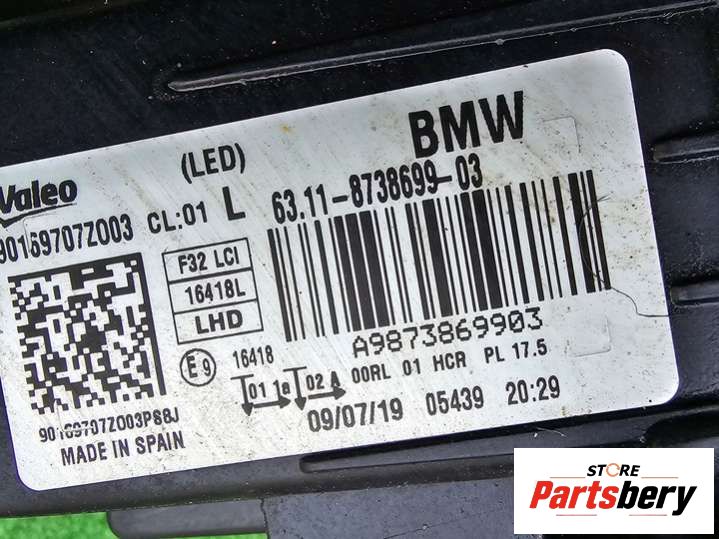 BMW
(LED)
Valeo
90169707Z003 CL:01 L 63.11-8738699-03
F32 LCI
16418L
LHD
A9873869903
E9 16418
01 1a 02 A 00RL 01 HCR PL 17.5
90169707Z003PS8J
09/07/19 05439 20:29
MADE IN SPAIN
STORE
Partsbery